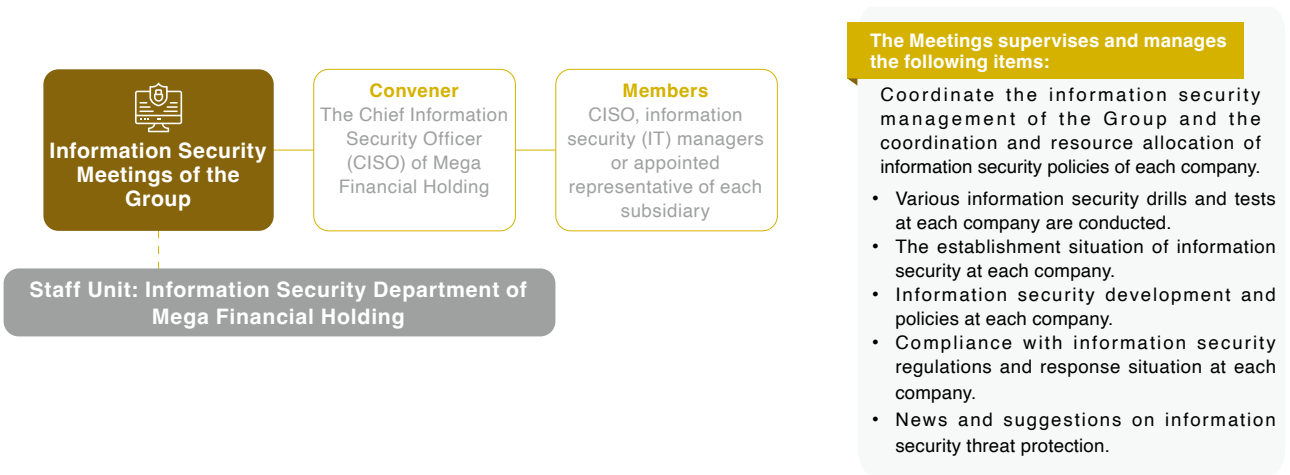 Information Security
Meetings of the
Group
Convener
The Chief Information
Security Officer
(CISO) of Mega
Financial Holding
Members
CISO, information
security (IT) managers
or appointed
representative of each
subsidiary
Staff Unit: Information Security Department of
Mega Financial Holding
The Meetings supervises and manages
the following items:
Coordinate the information security
management of the Group and the
coordination and resource allocation of
information security policies of each company.
• Various information security drills and tests
at each company are conducted.
• The establishment situation of information
security at each company.
• Information security development and
policies at each company.
• Compliance with information security
regulations and response situation at each
company.
• News and suggestions on information
security threat protection.